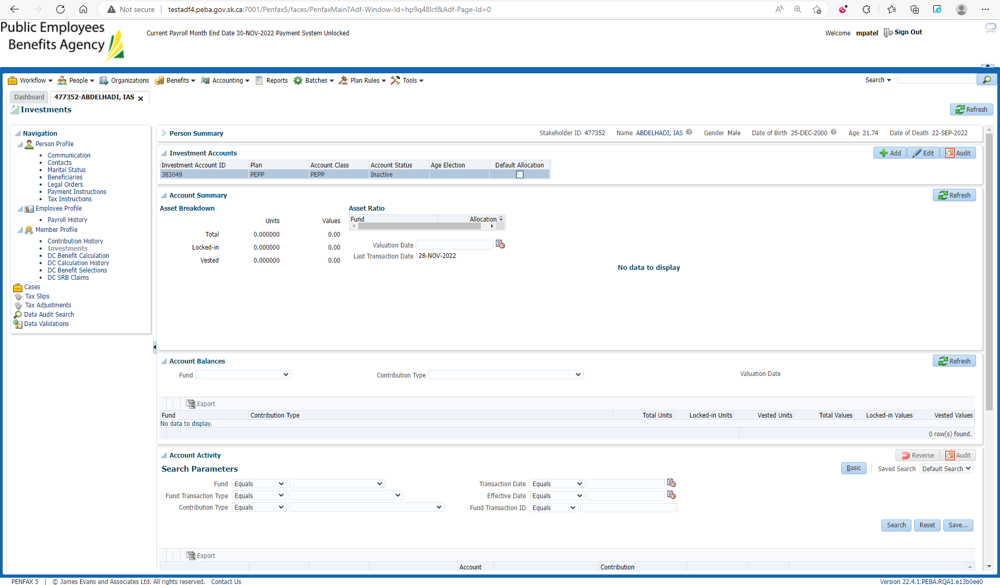 Not secure
testadf4.peba.gov.sk.ca:7001/Penfax5/faces/PenfaxMain?Adf-Window-Id=hp9q48lcf&Adf-Page-Id=0
Public Employees
Benefits Agency
Current Payroll Month End Date 30-NOV-2022 Payment System Unlocked
Welcome mpatel Sign Out
Workflow People Organizations Benefits Accounting Reports Batches Plan Rules Tools Search
Dashboard 477352-ABDELHADI, IAS
Investments
Refresh
Navigation
Person Profile
Communication
Contacts
Marital Status
Beneficiaries
Legal Orders
Payment Instructions
Tax Instructions
Employee Profile
Payroll History
Member Profile
Contribution History
Investments
DC Benefit Calculation
DC Calculation History
DC Benefit Selections
DC SRB Claims
Cases
Tax Slips
Tax Adjustments
Data Audit Search
Data Validations
Person Summary Stakeholder ID 477352 Name ABDELHADI, IAS Gender Male Date of Birth 25-DEC-2000 Age 21.74 Date of Death 22-SEP-2022
Investment Accounts Add Edit Audit
Investment Account ID Plan Account Class Account Status Age Election Default Allocation
383049 PEPP PEPP Inactive
Account Summary Refresh
Asset Breakdown
Units Values
Total 0.000000 0.00
Locked-in 0.000000 0.00
Vested 0.000000 0.00
Asset Ratio
Fund Allocation
Valuation Date
Last Transaction Date 28-NOV-2022
No data to display
Account Balances Refresh
Fund Contribution Type Valuation Date
Export
Fund Contribution Type Total Units Locked-in Units Vested Units Total Values Locked-in Values Vested Values
No data to display.
0 row(s) found.
Account Activity Reverse Audit
Search Parameters Basic Saved Search Default Search
Fund Equals Transaction Date Equals
Fund Transaction Type Equals Effective Date Equals
Contribution Type Equals Fund Transaction ID Equals
Search Reset Save...
Export
Account Contribution
PENFAX 5 | © James Evans and Associates Ltd. All rights reserved. Contact Us Version 22.4.1.PEBA.RQA1.e13b0ee0